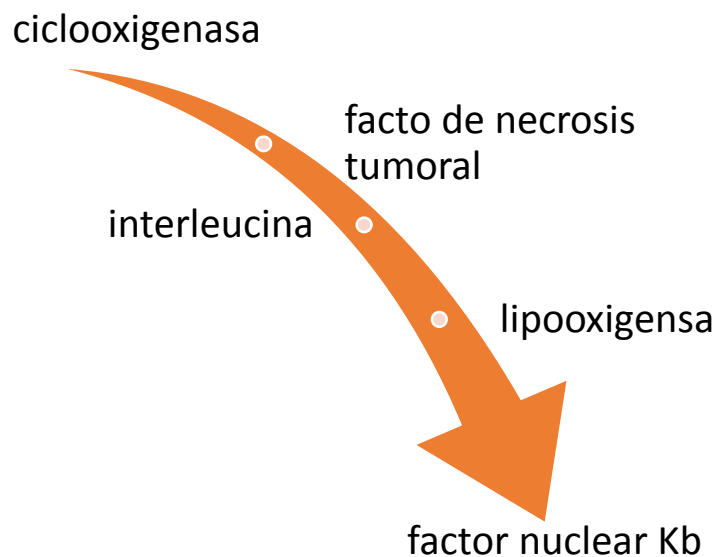 ciclooxigenasa
facto de necrosis
tumoral
interleucina
lipooxigensa
factor nuclear Kb